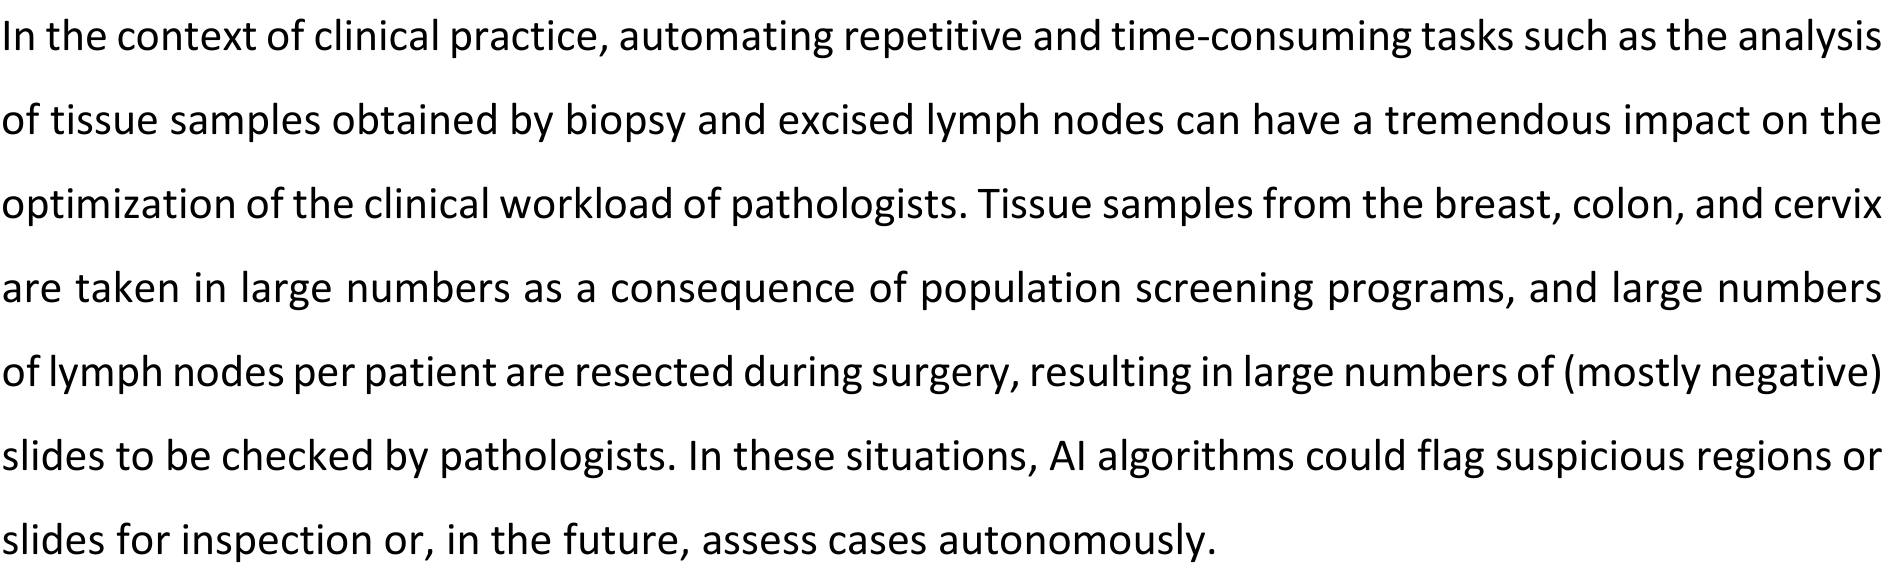 In the context of clinical practice, automating repetitive and time-consuming tasks such as the analysis
of tissue samples obtained by biopsy and excised lymph nodes can have a tremendous impact on the
optimization of the clinical workload of pathologists. Tissue samples from the breast, colon, and cervix
are taken in large numbers as a consequence of population screening programs, and large numbers
of lymph nodes per patient are resected during surgery, resulting in large numbers of (mostly negative)
slides to be checked by pathologists. In these situations, AI algorithms could flag suspicious regions or
slides for inspection or, in the future, assess cases autonomously.